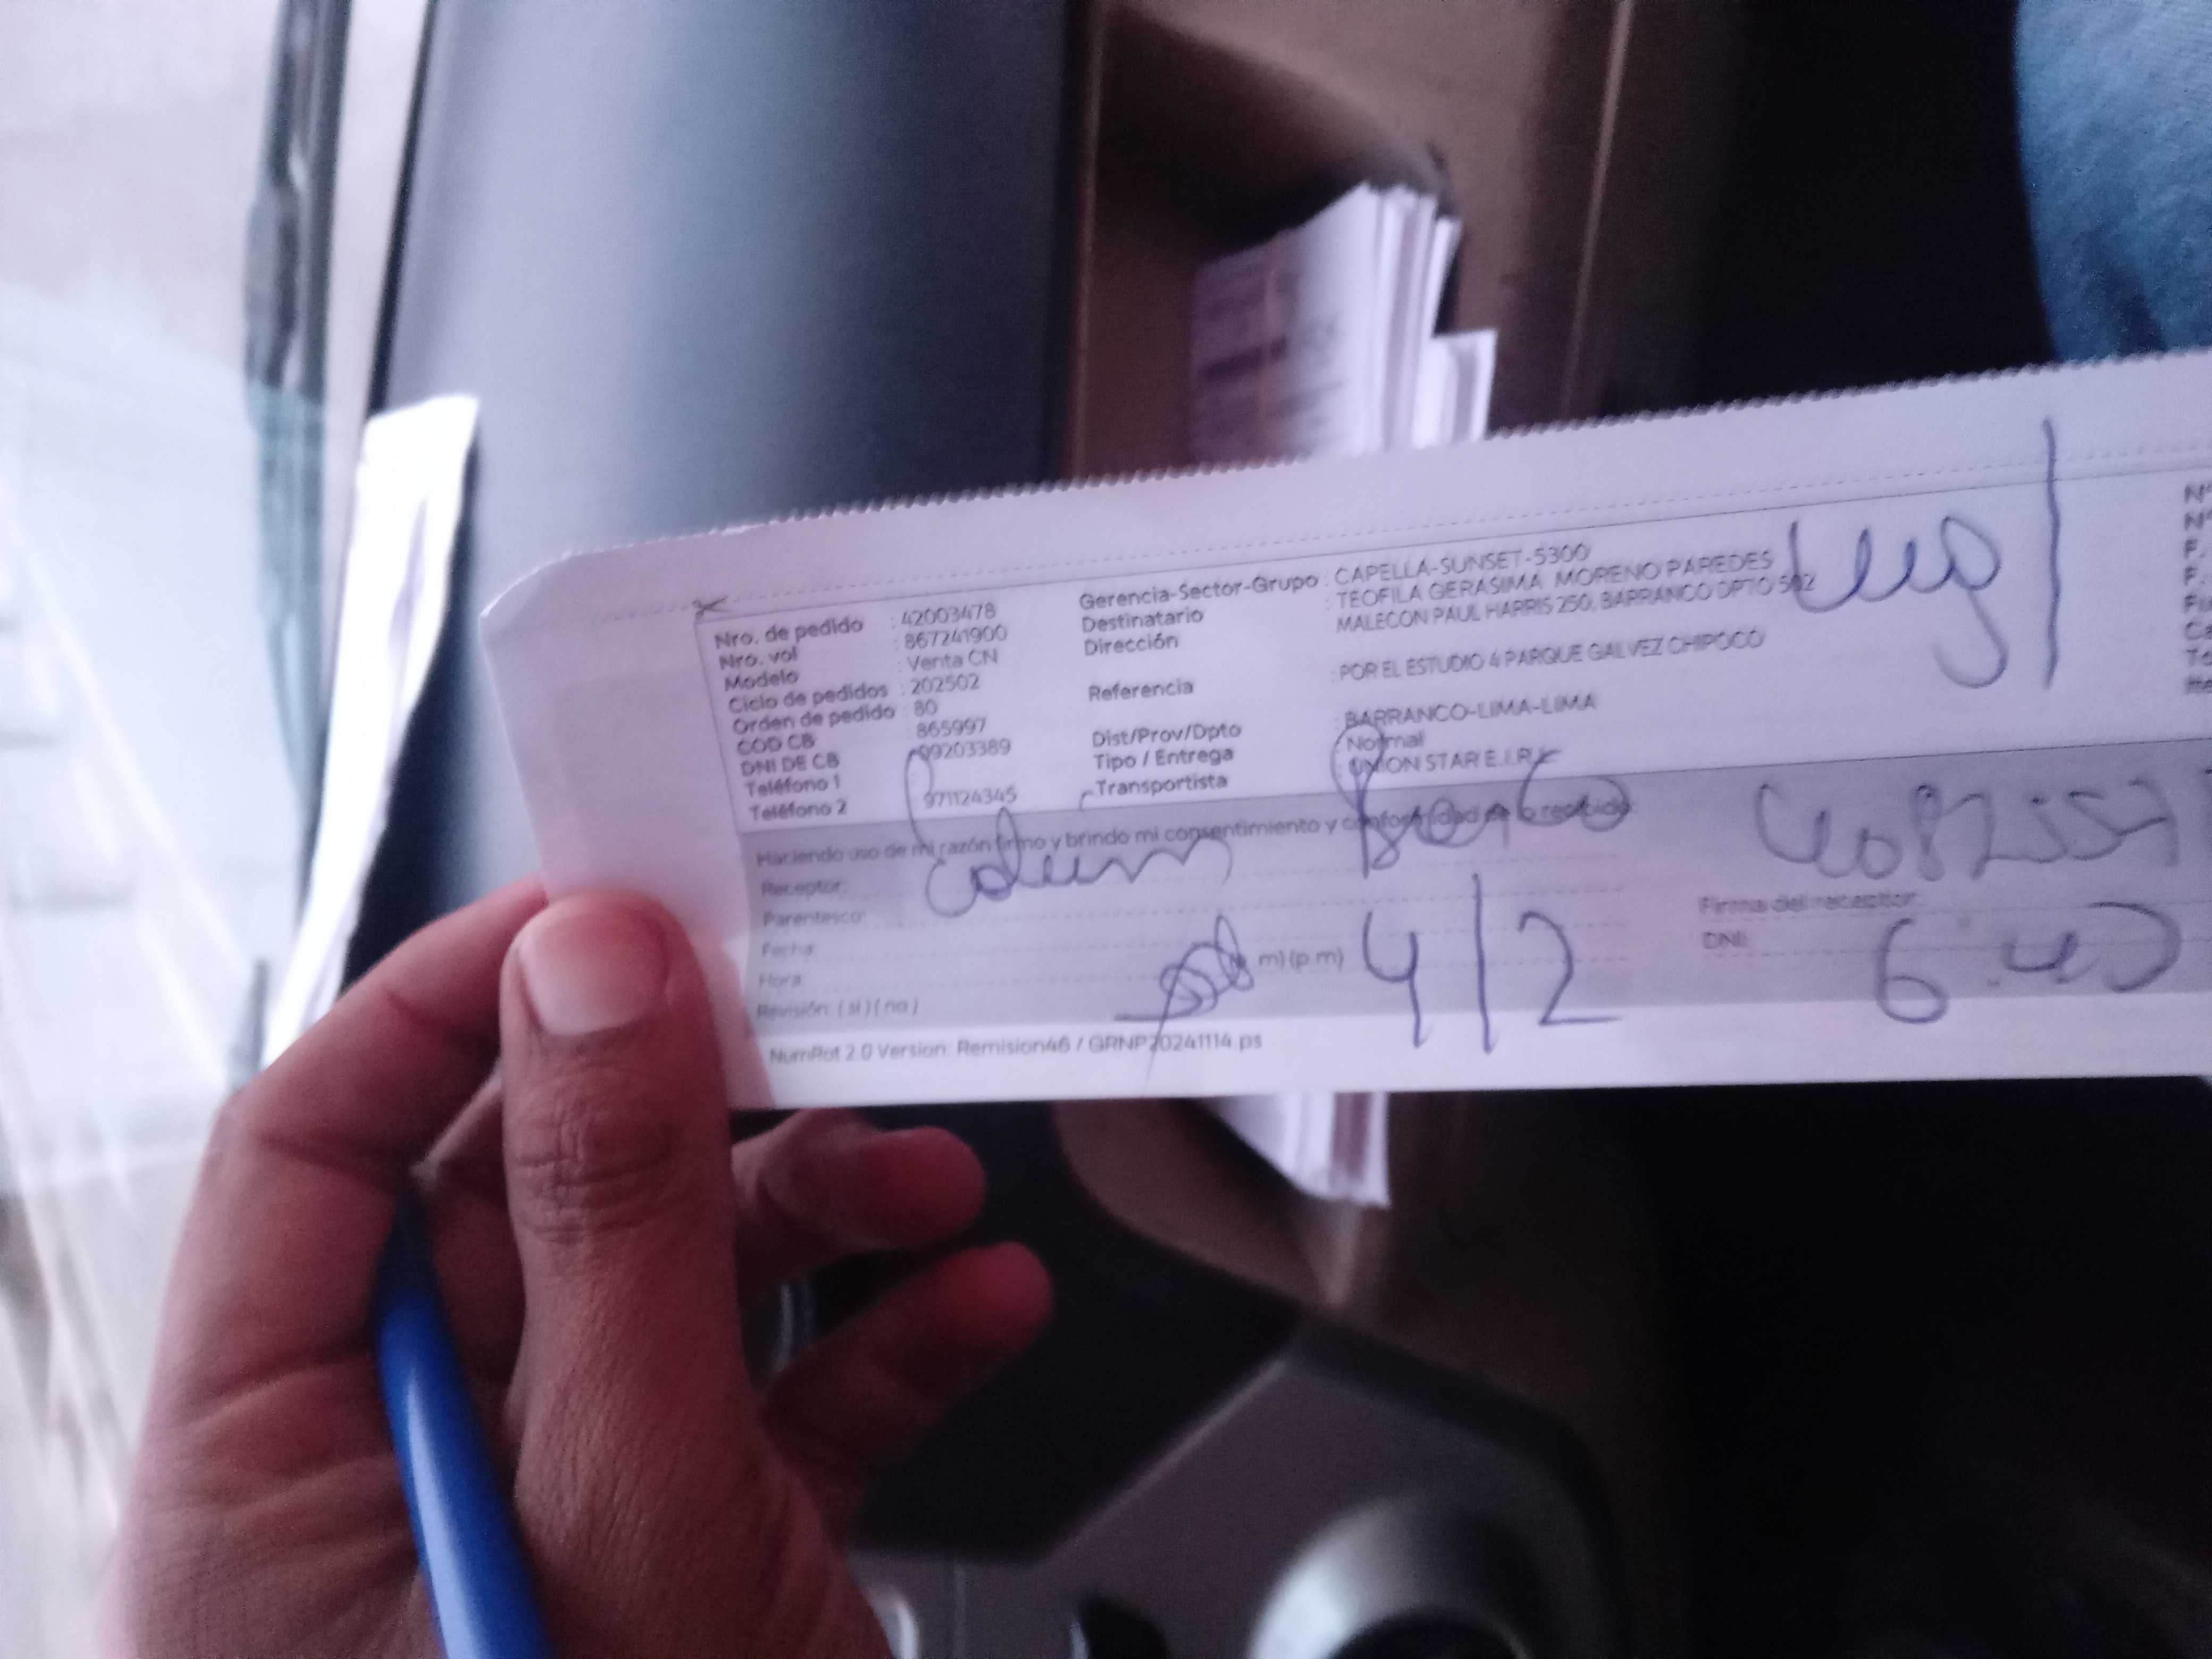 Nro. de pedido : 42003478
Nro. vol : 867241900
Modelo : Venta CN
Ciclo de pedidos : 202502
Orden de pedido : 80
COD CB 865997
DNI DE CB 09203389
Teléfono 1
Teléfono 2 971124345
Gerencia-Sector-Grupo : CAPELLA-SUNSET-5300
Destinatario : TEOFILA GERASIMA MORENO PAREDES
Dirección MALECON PAUL HARRIS 250, BARRANCO DPTO 502
Referencia : POR EL ESTUDIO 4 PARQUE GALVEZ CHIPOCO
Dist/Prov/Dpto : BARRANCO-LIMA-LIMA
Tipo / Entrega : Normal
Transportista : UNION STAR E.I.R.L
Haciendo uso de mi razón firmo y brindo mi consentimiento y conformidad de lo recibido
Receptor:
Parentesco:
Fecha: 4/2
Hora: m) (p.m)
Revisión: ( si ) ( no )
Firma del receptor:
DNI: 6:40
NumRot 2.0 Version: Remision46 / GRNP20241114.ps